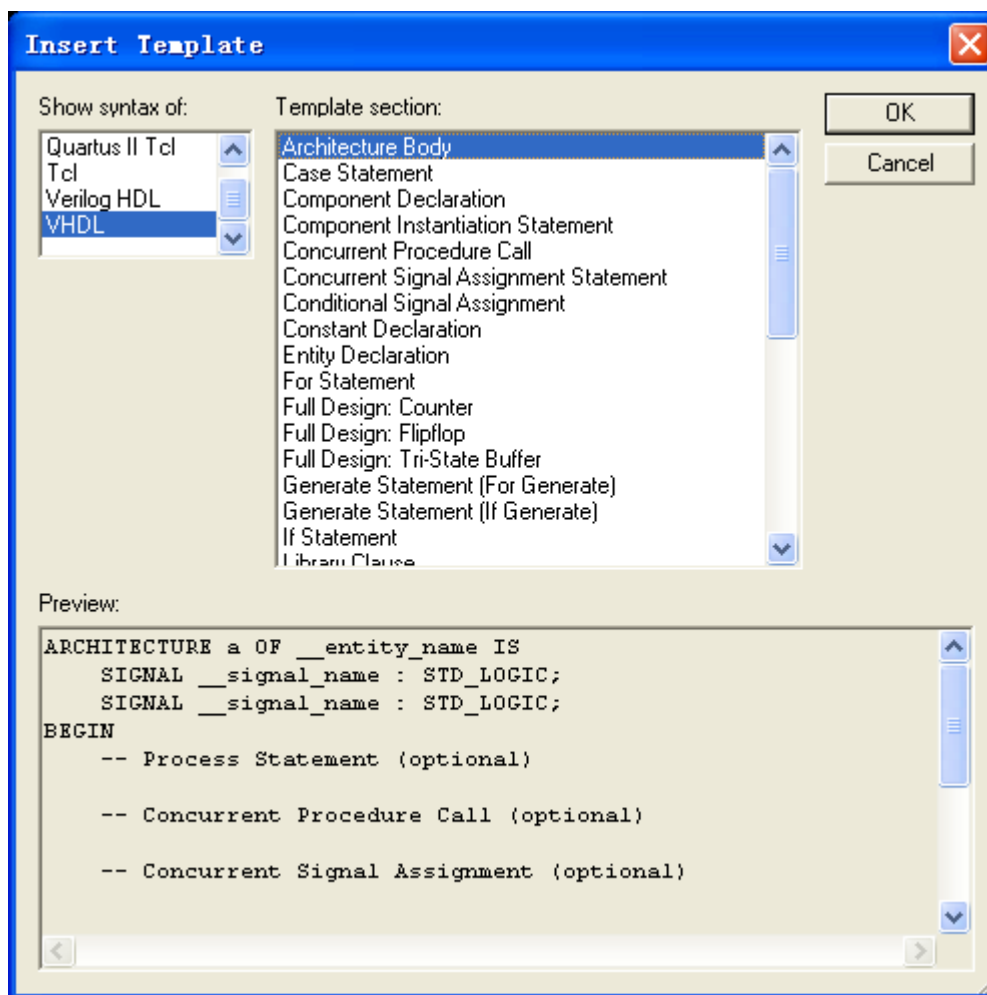 Insert Template
Show syntax of:
Quartus II Tcl
Tcl
Verilog HDL
VHDL
Template section:
Architecture Body
Case Statement
Component Declaration
Component Instantiation Statement
Concurrent Procedure Call
Concurrent Signal Assignment Statement
Conditional Signal Assignment
Constant Declaration
Entity Declaration
For Statement
Full Design: Counter
Full Design: Flipflop
Full Design: Tri-State Buffer
Generate Statement (For Generate)
Generate Statement (If Generate)
If Statement
Library Clause
OK
Cancel
Preview:
ARCHITECTURE a OF __entity_name IS
    SIGNAL __signal_name : STD_LOGIC;
    SIGNAL __signal_name : STD_LOGIC;
BEGIN
    -- Process Statement (optional)
    -- Concurrent Procedure Call (optional)
    -- Concurrent Signal Assignment (optional)